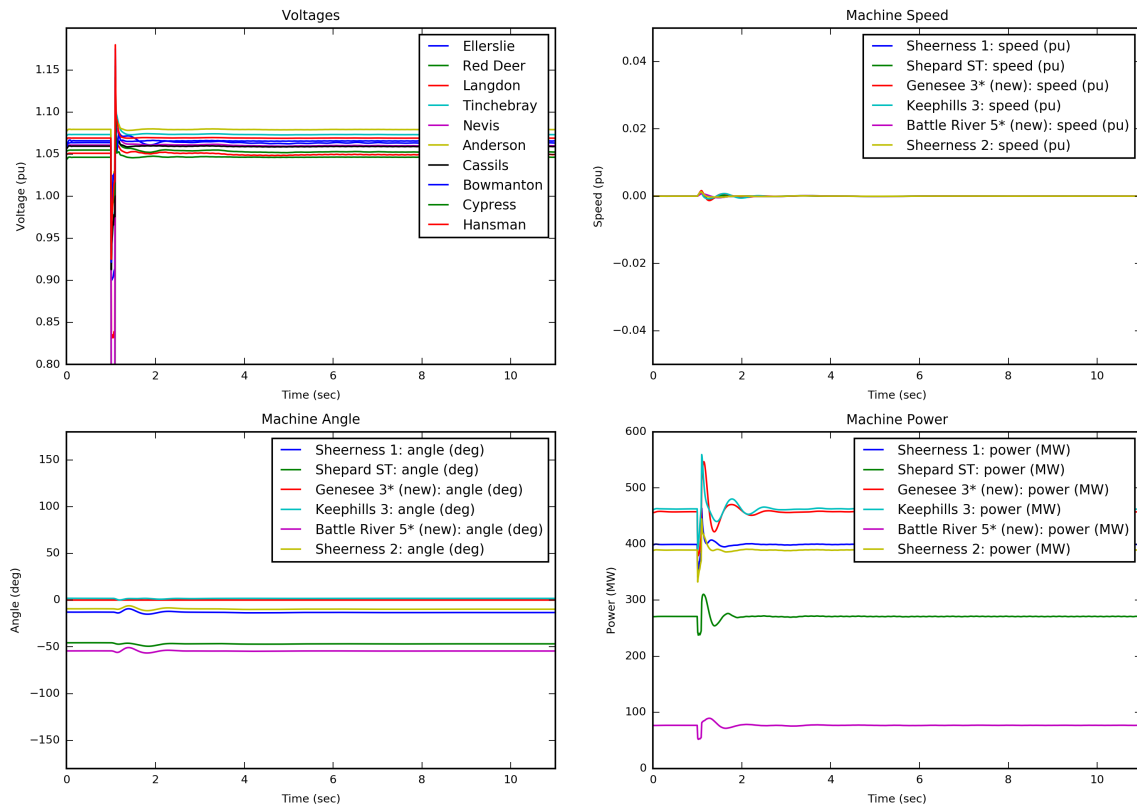 Voltages
1.15
1.10
1.05
1.00
0.95
0.90
0.85
0.80
Voltage (pu)
0 2 4 6 8 10
Time (sec)
Ellerslie
Red Deer
Langdon
Tinchebray
Nevis
Anderson
Cassils
Bowmanton
Cypress
Hansman
Machine Speed
0.04
0.02
0.00
−0.02
−0.04
Speed (pu)
0 2 4 6 8 10
Time (sec)
Sheerness 1: speed (pu)
Shepard ST: speed (pu)
Genesee 3* (new): speed (pu)
Keephills 3: speed (pu)
Battle River 5* (new): speed (pu)
Sheerness 2: speed (pu)
Machine Angle
150
100
50
0
−50
−100
−150
Angle (deg)
0 2 4 6 8 10
Time (sec)
Sheerness 1: angle (deg)
Shepard ST: angle (deg)
Genesee 3* (new): angle (deg)
Keephills 3: angle (deg)
Battle River 5* (new): angle (deg)
Sheerness 2: angle (deg)
Machine Power
600
500
400
300
200
100
0
Power (MW)
0 2 4 6 8 10
Time (sec)
Sheerness 1: power (MW)
Shepard ST: power (MW)
Genesee 3* (new): power (MW)
Keephills 3: power (MW)
Battle River 5* (new): power (MW)
Sheerness 2: power (MW)